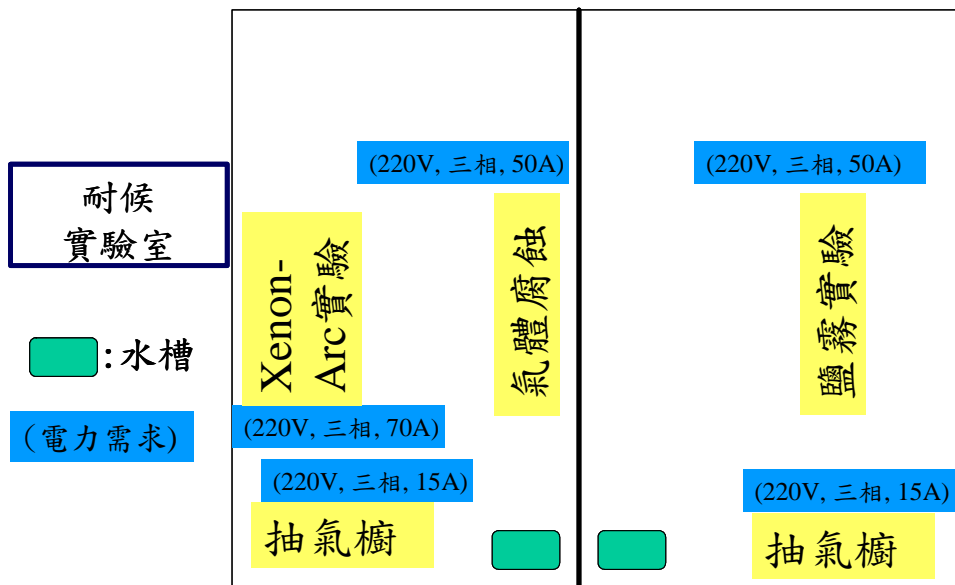 耐候
實驗室
:水槽
(電力需求)
(220V, 三相, 50A)
Xenon-
Arc實驗
氣體腐蝕
(220V, 三相, 70A)
(220V, 三相, 15A)
抽氣櫥
(220V, 三相, 50A)
鹽霧實驗
(220V, 三相, 15A)
抽氣櫥